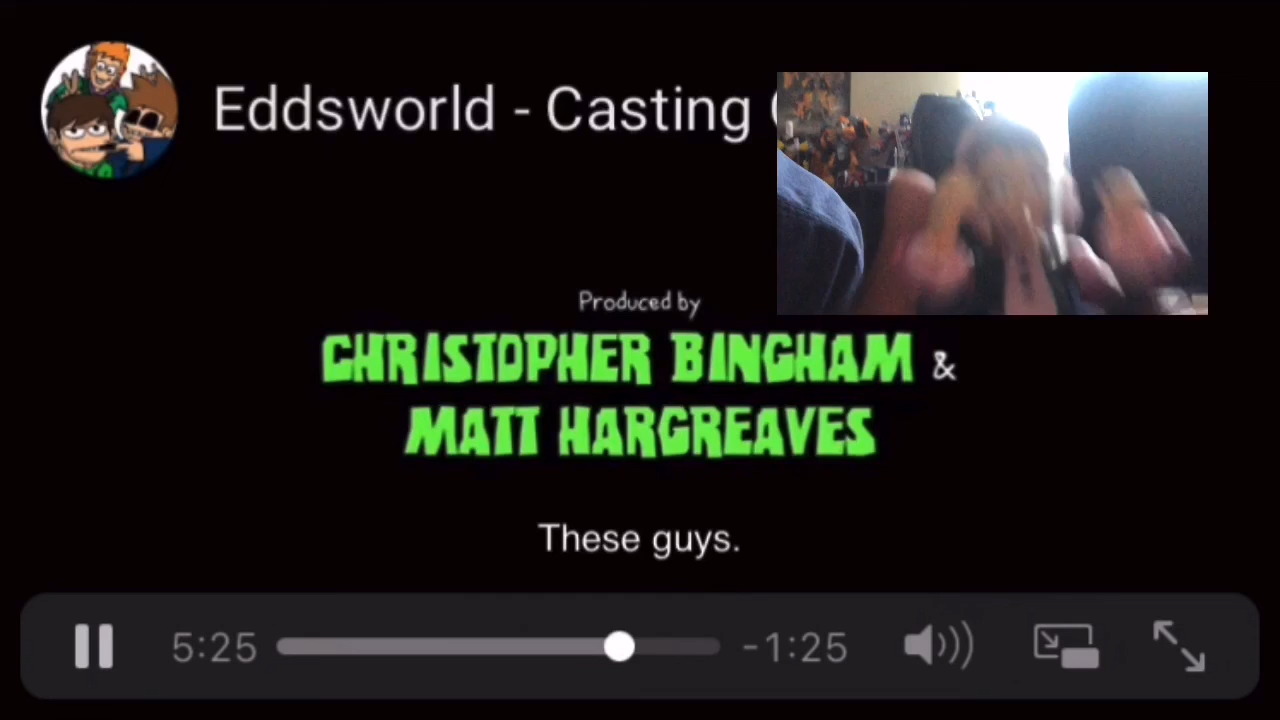 Eddsworld - Casting
Produced by
CHRISTOPHER BINGHAM &
MATT HARGREAVES
These guys.
5:25
-1:25